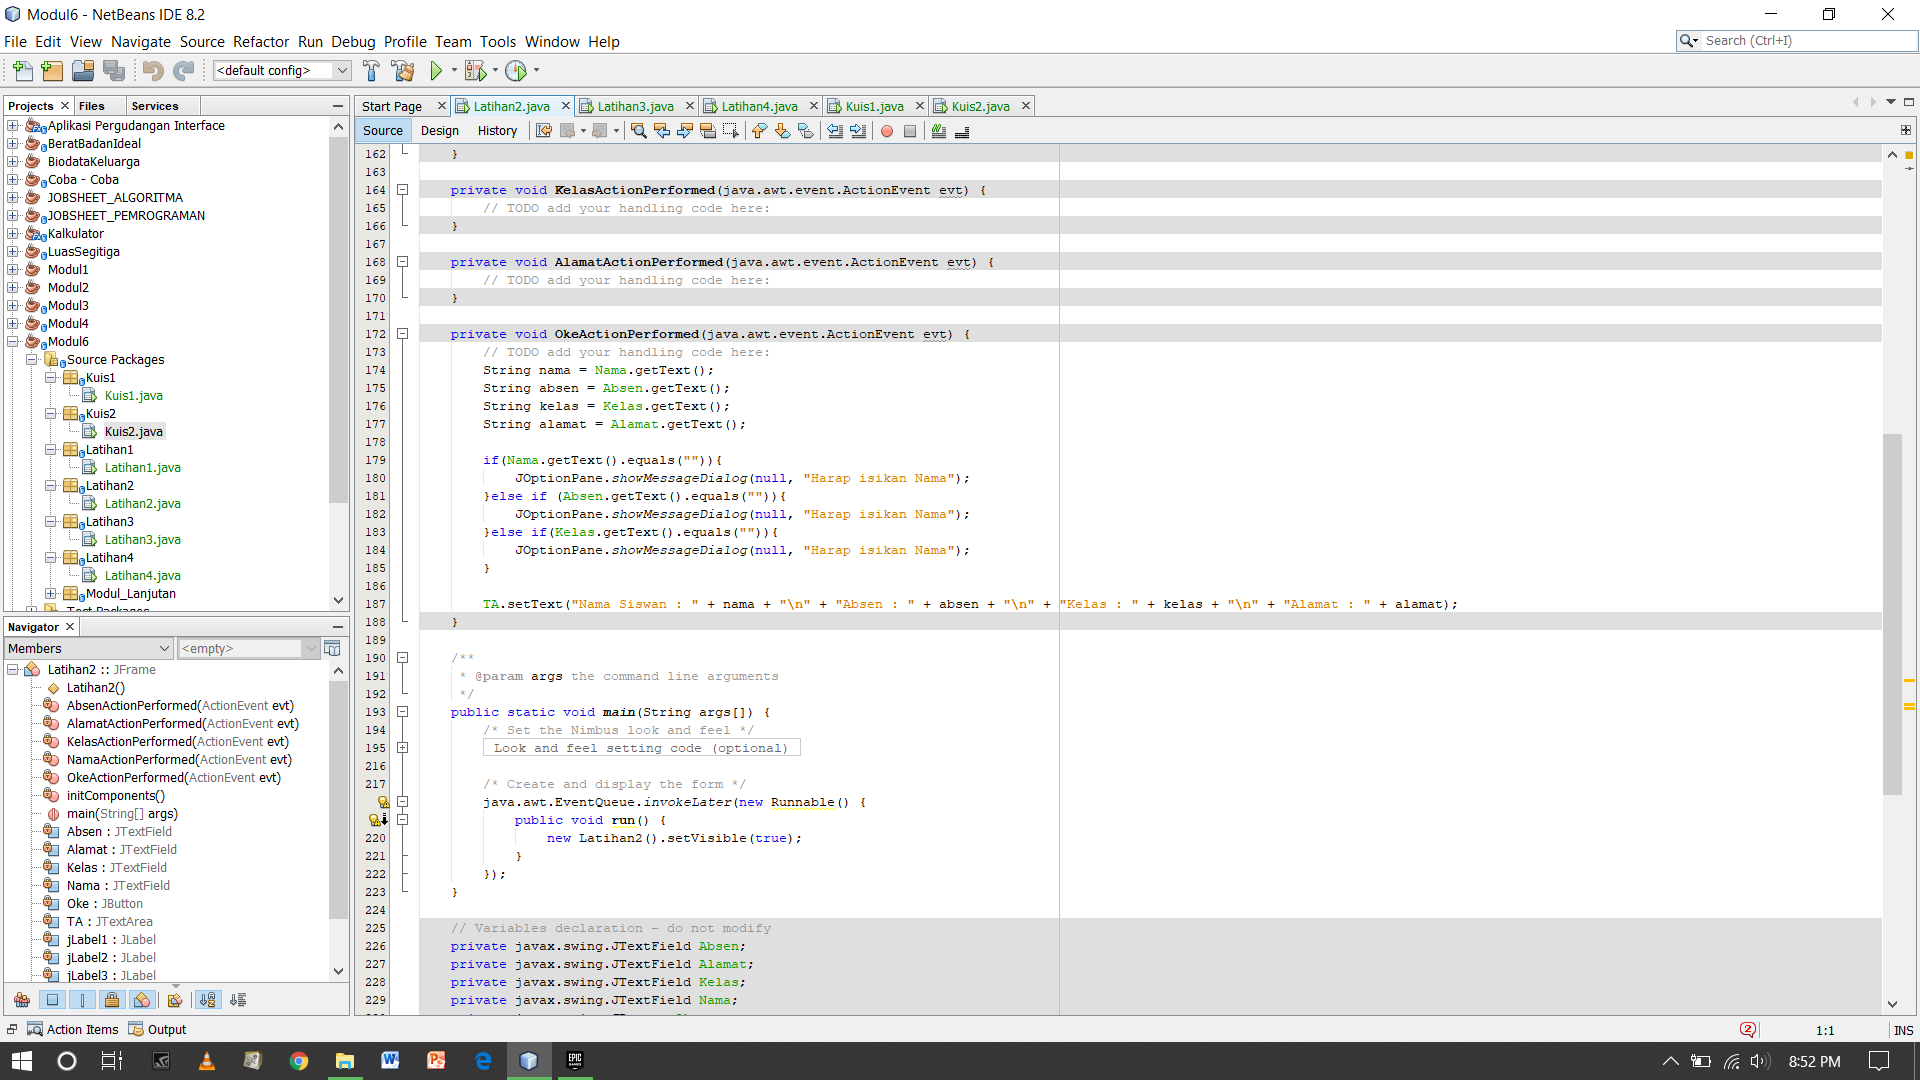 Modul6 - NetBeans IDE 8.2
File Edit View Navigate Source Refactor Run Debug Profile Team Tools Window Help
Search (Ctrl+I)
<default config>
Projects Files Services
Aplikasi Pergudangan Interface
BeratBadanIdeal
BiodataKeluarga
Coba - Coba
JOBSHEET_ALGORITMA
JOBSHEET_PEMROGRAMAN
Kalkulator
LuasSegitiga
Modul1
Modul2
Modul3
Modul4
Modul6
Source Packages
Kuis1
Kuis1.java
Kuis2
Kuis2.java
Latihan1
Latihan1.java
Latihan2
Latihan2.java
Latihan3
Latihan3.java
Latihan4
Latihan4.java
Modul_Lanjutan
Test Packages
Navigator
Members <empty>
Latihan2 :: JFrame
Latihan2()
AbsenActionPerformed(ActionEvent evt)
AlamatActionPerformed(ActionEvent evt)
KelasActionPerformed(ActionEvent evt)
NamaActionPerformed(ActionEvent evt)
OkeActionPerformed(ActionEvent evt)
initComponents()
main(String[] args)
Absen : JTextField
Alamat : JTextField
Kelas : JTextField
Nama : JTextField
Oke : JButton
TA : JTextArea
jLabel1 : JLabel
jLabel2 : JLabel
jLabel3 : JLabel
Start Page Latihan2.java Latihan3.java Latihan4.java Kuis1.java Kuis2.java
Source Design History
162 }
163
164 private void KelasActionPerformed(java.awt.event.ActionEvent evt) {
165 // TODO add your handling code here:
166 }
167
168 private void AlamatActionPerformed(java.awt.event.ActionEvent evt) {
169 // TODO add your handling code here:
170 }
171
172 private void OkeActionPerformed(java.awt.event.ActionEvent evt) {
173 // TODO add your handling code here:
174 String nama = Nama.getText();
175 String absen = Absen.getText();
176 String kelas = Kelas.getText();
177 String alamat = Alamat.getText();
178
179 if(Nama.getText().equals("")){
180 JOptionPane.showMessageDialog(null, "Harap isikan Nama");
181 }else if (Absen.getText().equals("")){
182 JOptionPane.showMessageDialog(null, "Harap isikan Nama");
183 }else if(Kelas.getText().equals("")){
184 JOptionPane.showMessageDialog(null, "Harap isikan Nama");
185 }
186
187 TA.setText("Nama Siswan : " + nama + "\n" + "Absen : " + absen + "\n" + "Kelas : " + kelas + "\n" + "Alamat : " + alamat);
188 }
189
190 /**
191 * @param args the command line arguments
192 */
193 public static void main(String args[]) {
194 /* Set the Nimbus look and feel */
195 Look and feel setting code (optional)
216
217 /* Create and display the form */
java.awt.EventQueue.invokeLater(new Runnable() {
public void run() {
220 new Latihan2().setVisible(true);
221 }
222 });
223 }
224
225 // Variables declaration - do not modify
226 private javax.swing.JTextField Absen;
227 private javax.swing.JTextField Alamat;
228 private javax.swing.JTextField Kelas;
229 private javax.swing.JTextField Nama;
Action Items Output
2 1:1 INS
EPIC GAMES
8:52 PM